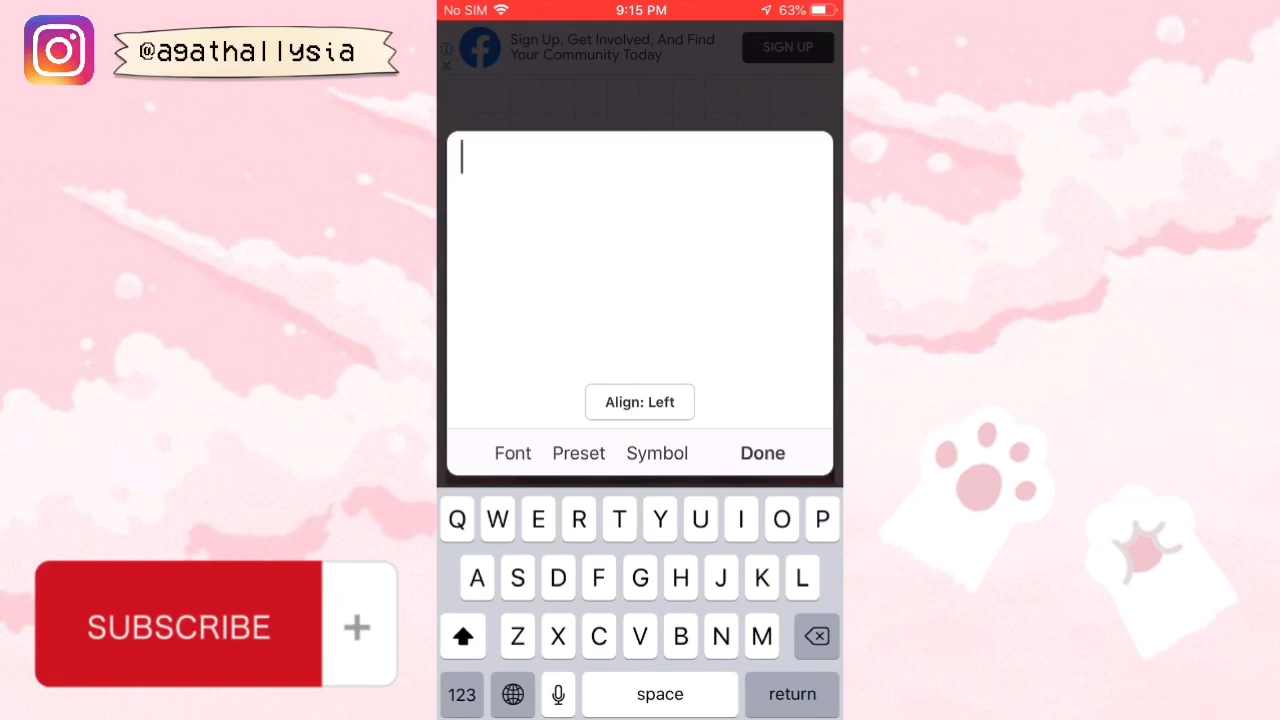 @agathallysia
No SIM 9:15 PM 63%
Sign Up, Get Involved, And Find
Your Community Today
SIGN UP
Align: Left
Font Preset Symbol Done
Q W E R T Y U I O P
A S D F G H J K L
Z X C V B N M
123 space return
SUBSCRIBE +